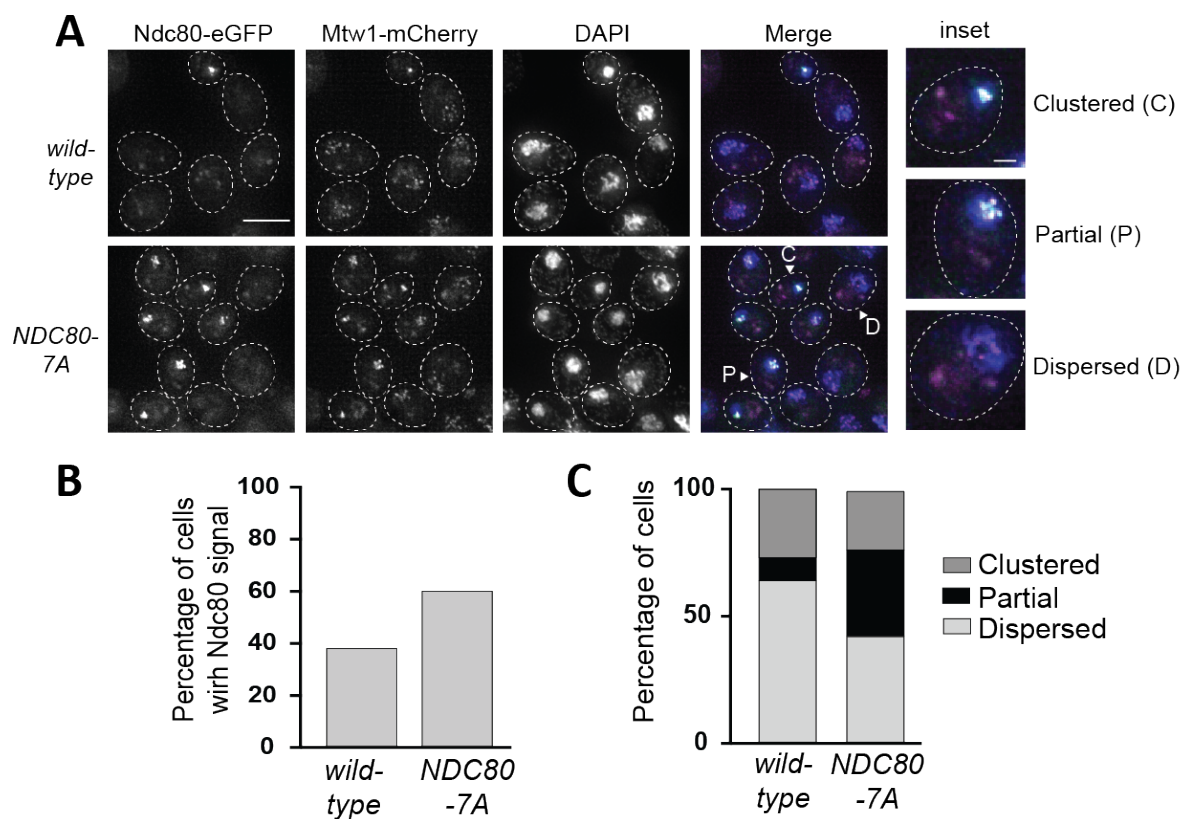 A
Ndc80-eGFP
Mtw1-mCherry
DAPI
Merge
inset
wild-
type
Clustered (C)
Partial (P)
NDC80-
7A
C
D
P
Dispersed (D)
B
Percentage of cells
wirh Ndc80 signal
100
80
60
40
20
0
wild-
type
NDC80
-7A
C
Percentage of cells
100
50
0
wild-
type
NDC80
-7A
Clustered
Partial
Dispersed